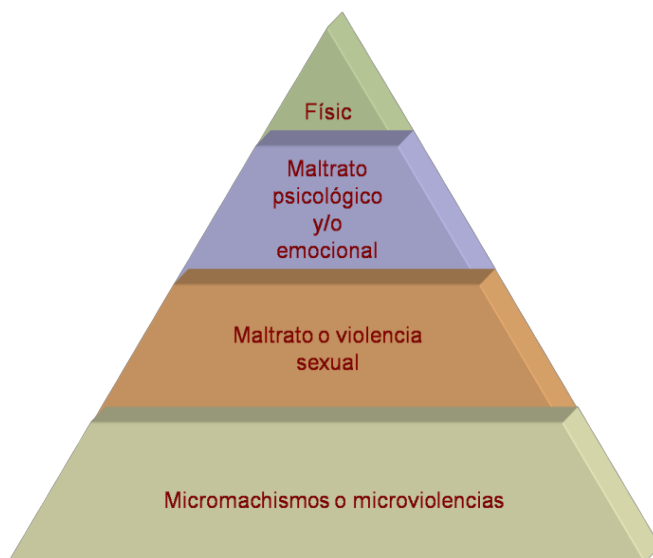 Físic
Maltrato
psicológico
y/o
emocional
Maltrato o violencia
sexual
Micromachismos o microviolencias